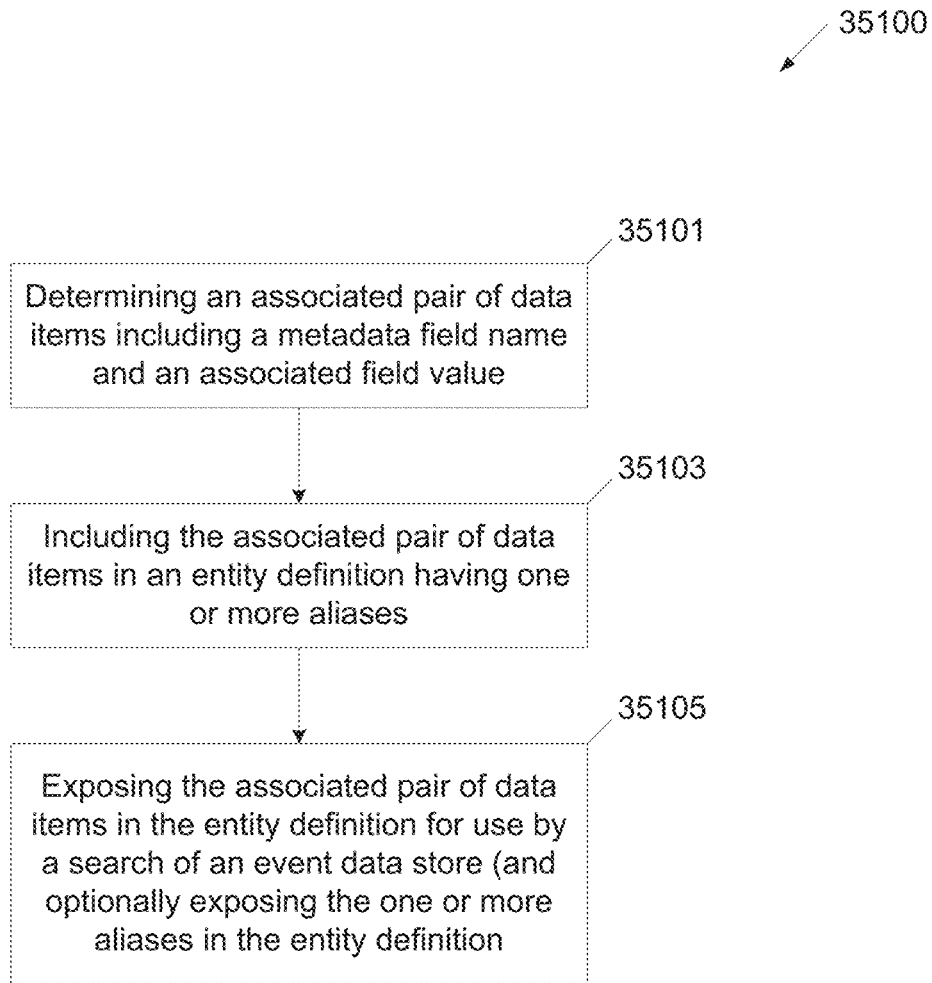 35100
35101
Determining an associated pair of data
items including a metadata field name
and an associated field value
35103
Including the associated pair of data
items in an entity definition having one
or more aliases
35105
Exposing the associated pair of data
items in the entity definition for use by
a search of an event data store (and
optionally exposing the one or more
aliases in the entity definition